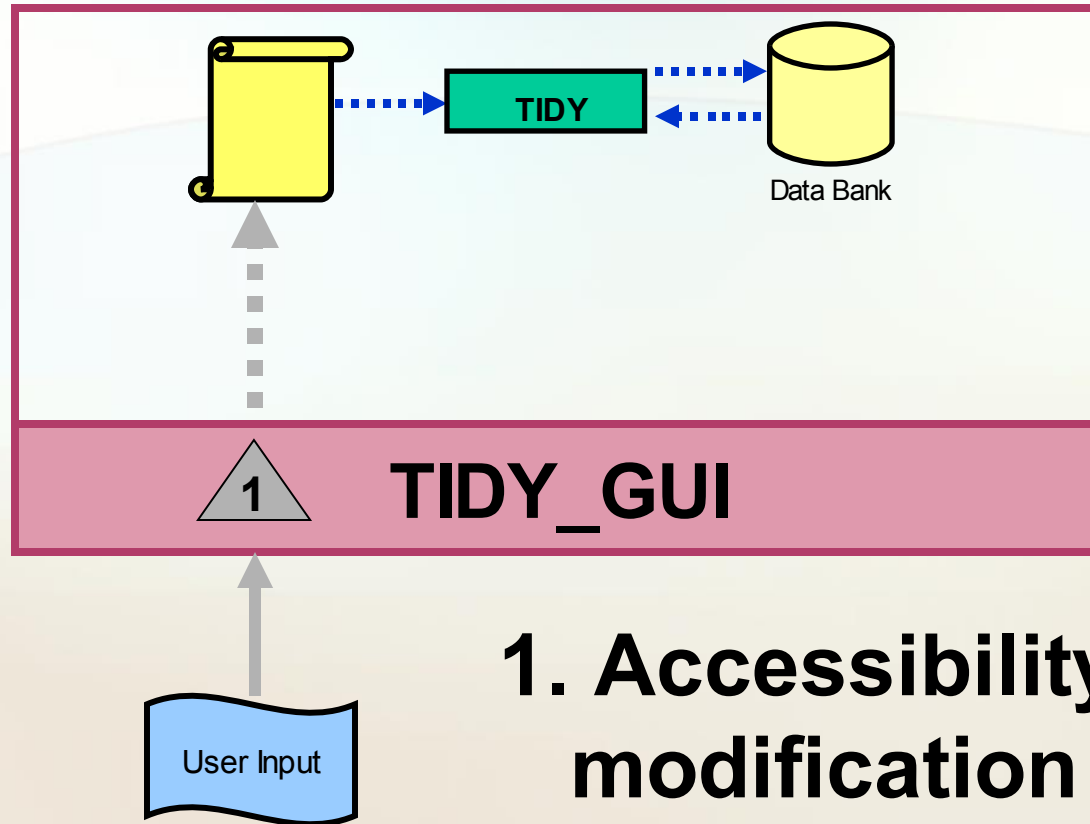 TIDY
Data Bank
1
TIDY_GUI
1. Accessibility
modification
User Input